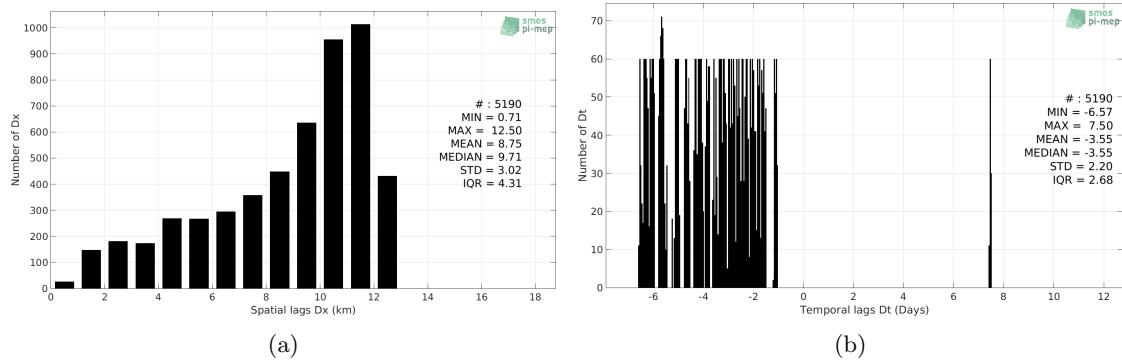 smos
pi-mep
1000
900
800
700
600
500
400
300
200
100
0
Number of Dx
# : 5190
MIN = 0.71
MAX = 12.50
MEAN = 8.75
MEDIAN = 9.71
STD = 3.02
IQR = 4.31
0 2 4 6 8 10 12 14 16 18
Spatial lags Dx (km)
(a)
smos
pi-mep
70
60
50
40
30
20
10
0
Number of Dt
# : 5190
MIN = -6.57
MAX = 7.50
MEAN = -3.55
MEDIAN = -3.55
STD = 2.20
IQR = 2.68
-6 -4 -2 0 2 4 6 8 10 12
Temporal lags Dt (Days)
(b)